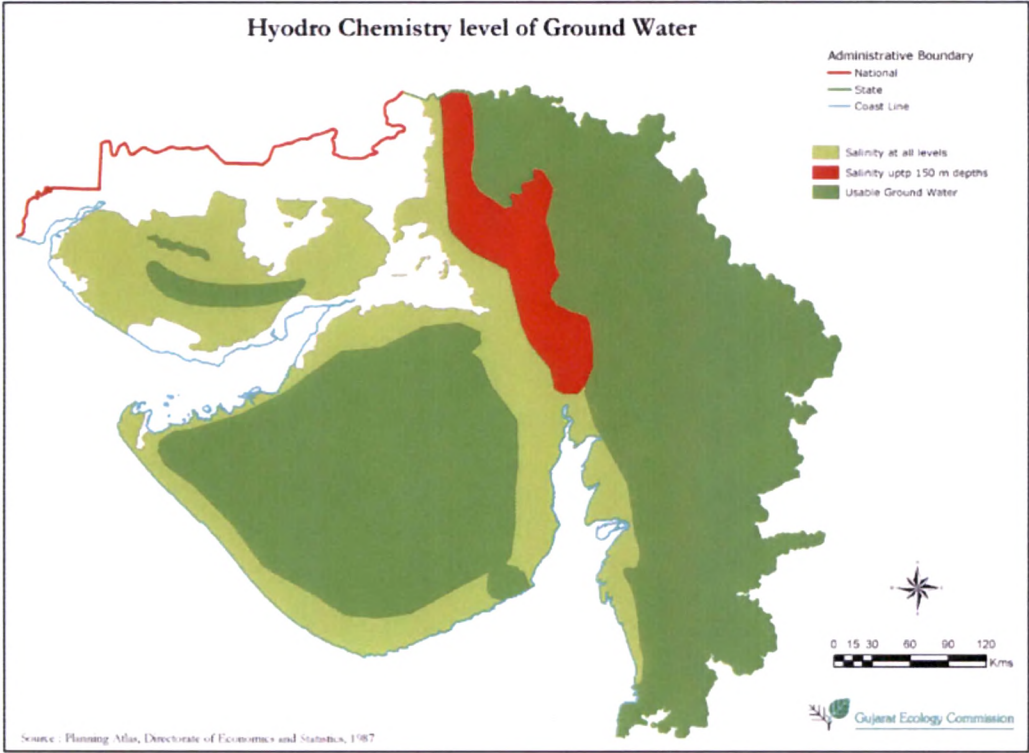 Hyodro Chemistry level of Ground Water
Administrative Boundary
National
State
Coast Line
Salinity at all levels
Salinity uptp 150 m depths
Usable Ground Water
0 15 30 60 90 120
Kms
Gujarat Ecology Commission
Source : Planning Atlas, Directorate of Economics and Statistics, 1987